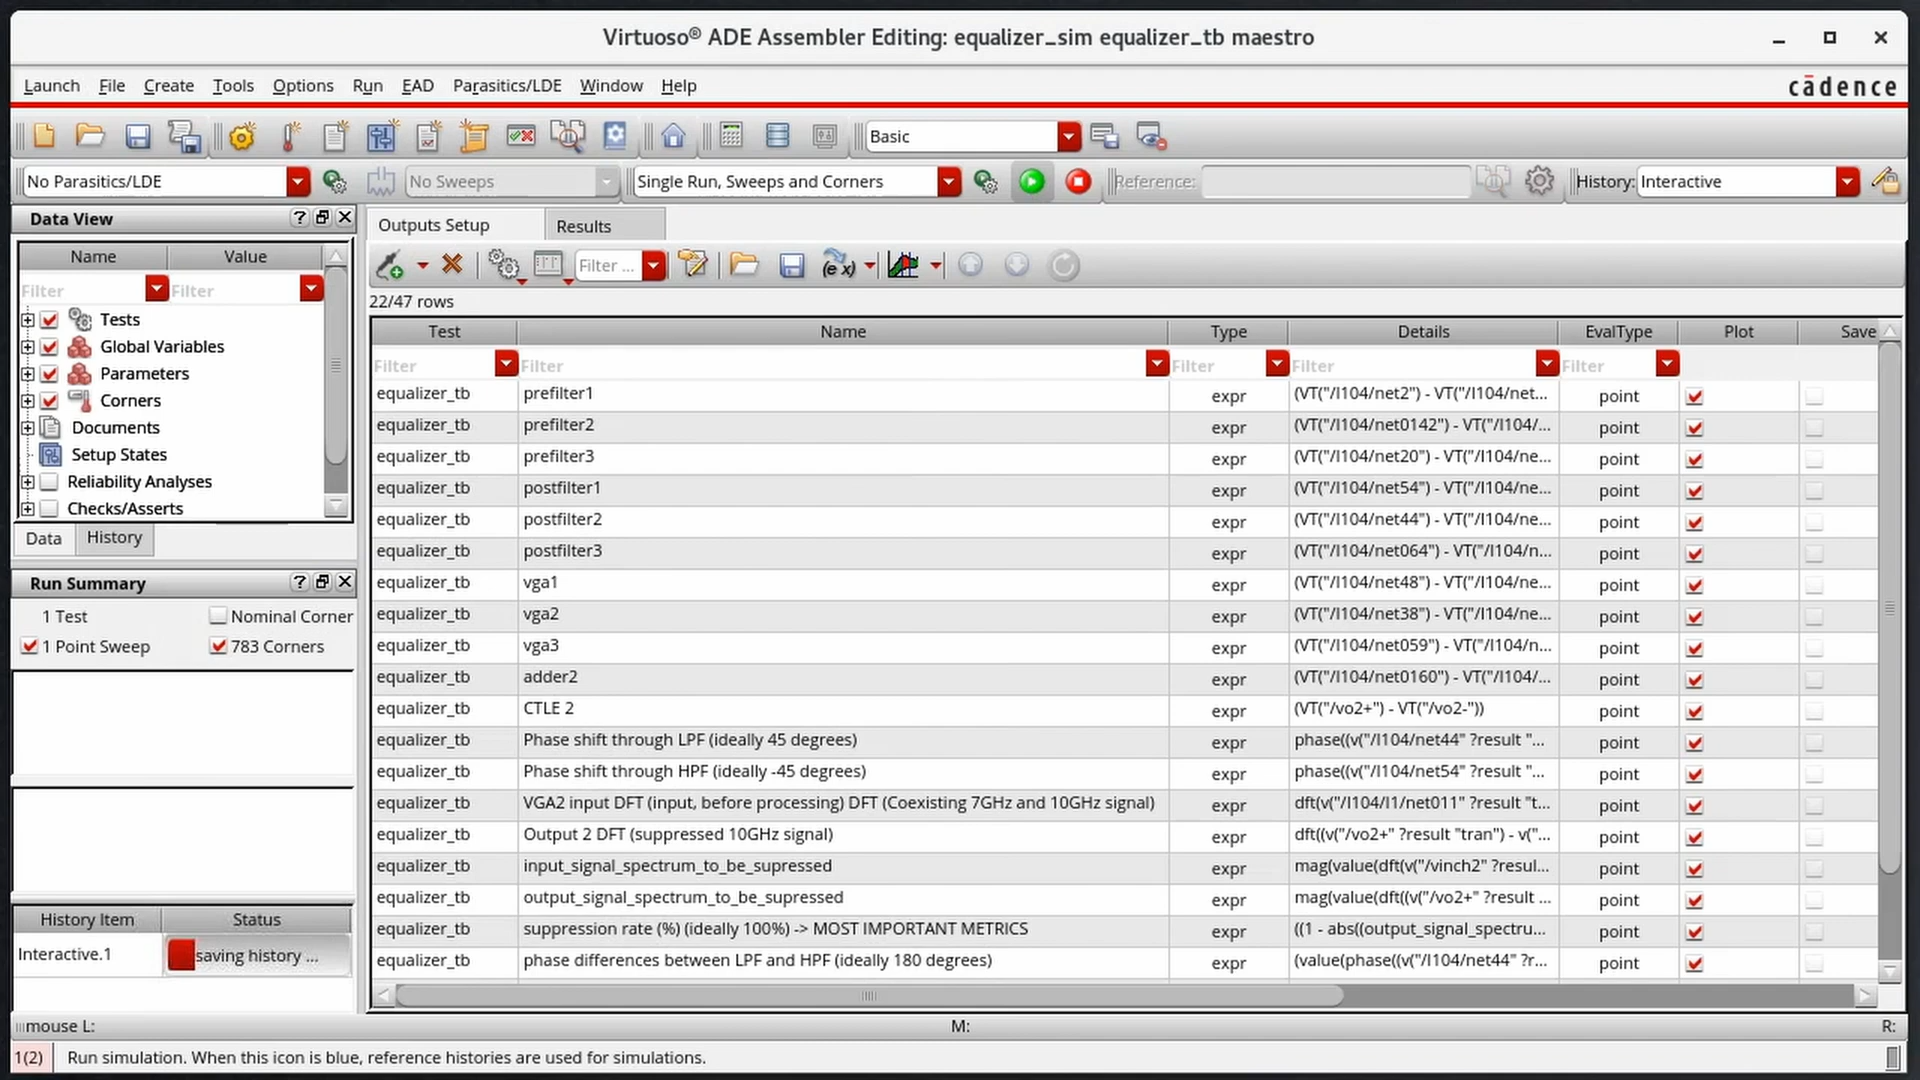 Virtuoso® ADE Assembler Editing: equalizer_sim equalizer_tb maestro
Launch File Create Tools Options Run EAD Parasitics/LDE Window Help
cādence
Basic
No Parasitics/LDE No Sweeps Single Run, Sweeps and Corners Reference: History: Interactive
Data View
Name Value
Filter Filter
Tests
Global Variables
Parameters
Corners
Documents
Setup States
Reliability Analyses
Checks/Asserts
Data History
Run Summary
1 Test Nominal Corner
1 Point Sweep 783 Corners
History Item Status
Interactive.1 saving history ...
Outputs Setup Results
Filter ... (e x)
22/47 rows
Test Name Type Details EvalType Plot Save
Filter Filter Filter Filter Filter
equalizer_tb prefilter1 expr (VT("/I104/net2") - VT("/I104/net... point
equalizer_tb prefilter2 expr (VT("/I104/net0142") - VT("/I104/... point
equalizer_tb prefilter3 expr (VT("/I104/net20") - VT("/I104/ne... point
equalizer_tb postfilter1 expr (VT("/I104/net54") - VT("/I104/ne... point
equalizer_tb postfilter2 expr (VT("/I104/net44") - VT("/I104/ne... point
equalizer_tb postfilter3 expr (VT("/I104/net064") - VT("/I104/n... point
equalizer_tb vga1 expr (VT("/I104/net48") - VT("/I104/ne... point
equalizer_tb vga2 expr (VT("/I104/net38") - VT("/I104/ne... point
equalizer_tb vga3 expr (VT("/I104/net059") - VT("/I104/n... point
equalizer_tb adder2 expr (VT("/I104/net0160") - VT("/I104/... point
equalizer_tb CTLE 2 expr (VT("/vo2+") - VT("/vo2-")) point
equalizer_tb Phase shift through LPF (ideally 45 degrees) expr phase((v("/I104/net44" ?result "... point
equalizer_tb Phase shift through HPF (ideally -45 degrees) expr phase((v("/I104/net54" ?result "... point
equalizer_tb VGA2 input DFT (input, before processing) DFT (Coexisting 7GHz and 10GHz signal) expr dft(v("/I104/I1/net011" ?result "t... point
equalizer_tb Output 2 DFT (suppressed 10GHz signal) expr dft((v("/vo2+" ?result "tran") - v("... point
equalizer_tb input_signal_spectrum_to_be_supressed expr mag(value(dft(v("/vinch2" ?resul... point
equalizer_tb output_signal_spectrum_to_be_supressed expr mag(value(dft((v("/vo2+" ?result ... point
equalizer_tb suppression rate (%) (ideally 100%) -> MOST IMPORTANT METRICS expr ((1 - abs((output_signal_spectru... point
equalizer_tb phase differences between LPF and HPF (ideally 180 degrees) expr (value(phase((v("/I104/net44" ?r... point
mouse L: M: R:
1(2) Run simulation. When this icon is blue, reference histories are used for simulations.